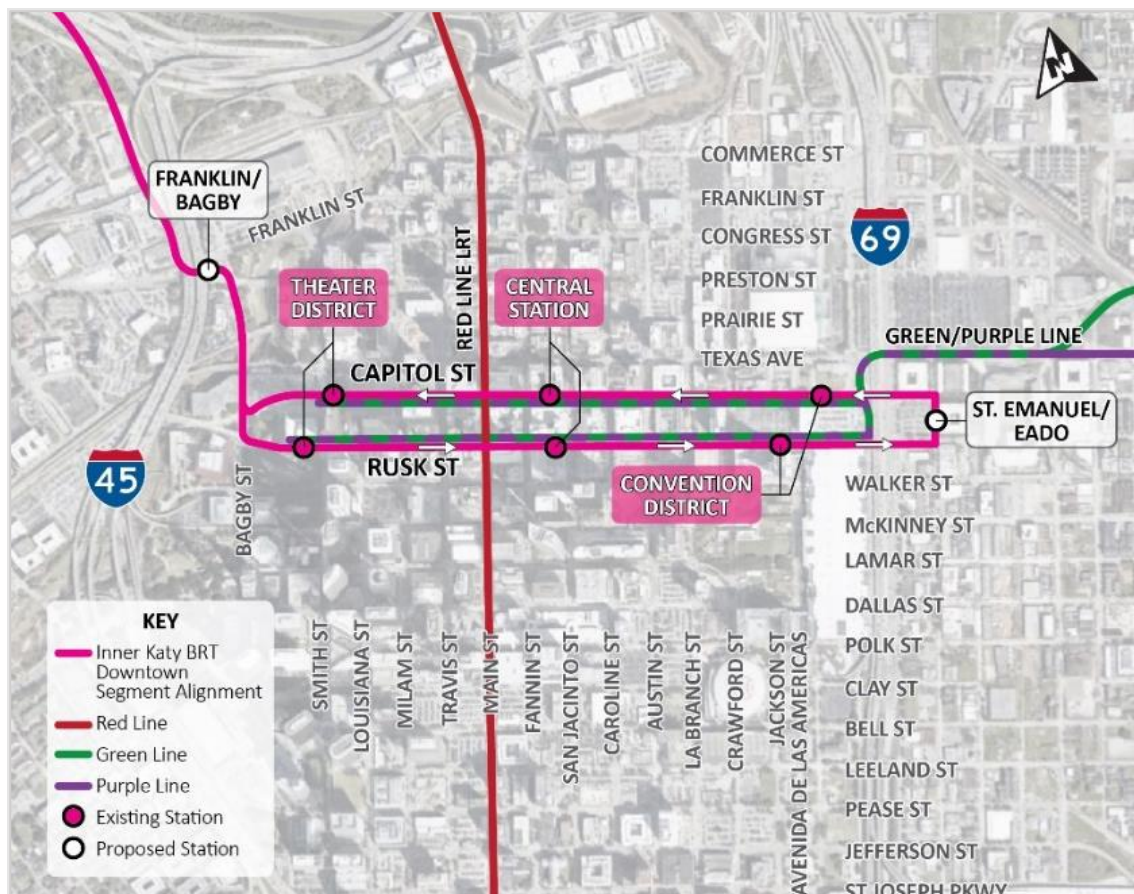 N
COMMERCE ST
FRANKLIN/
BAGBY
FRANKLIN ST
FRANKLIN ST
CONGRESS ST
69
THEATER
DISTRICT
RED LINE LRT
CENTRAL
STATION
PRESTON ST
PRAIRIE ST
GREEN/PURPLE LINE
TEXAS AVE
CAPITOL ST
ST. EMANUEL/
EADO
RUSK ST
45
BAGBY ST
CONVENTION
DISTRICT
WALKER ST
McKINNEY ST
LAMAR ST
DALLAS ST
POLK ST
CLAY ST
BELL ST
LEELAND ST
PEASE ST
JEFFERSON ST
ST JOSEPH PKWY
SMITH ST
LOUISIANA ST
MILAM ST
TRAVIS ST
MAIN ST
FANNIN ST
SAN JACINTO ST
CAROLINE ST
AUSTIN ST
LA BRANCH ST
CRAWFORD ST
JACKSON ST
AVENIDA DE LAS AMERICAS
KEY
Inner Katy BRT
Downtown
Segment Alignment
Red Line
Green Line
Purple Line
Existing Station
Proposed Station